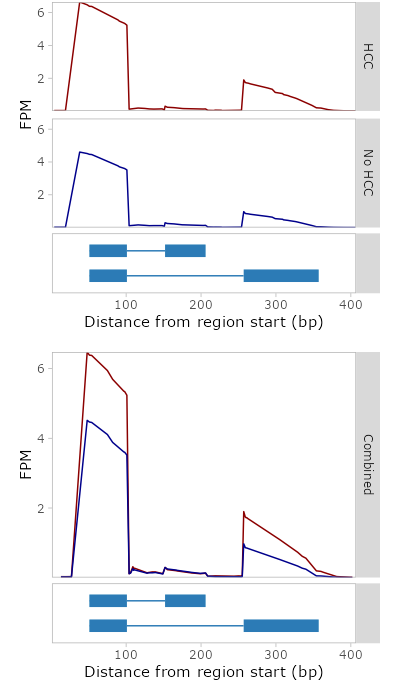 6
4
2
HCC
FPM
6
4
2
No HCC
100
200
300
400
Distance from region start (bp)
6
4
2
FPM
Combined
100
200
300
400
Distance from region start (bp)